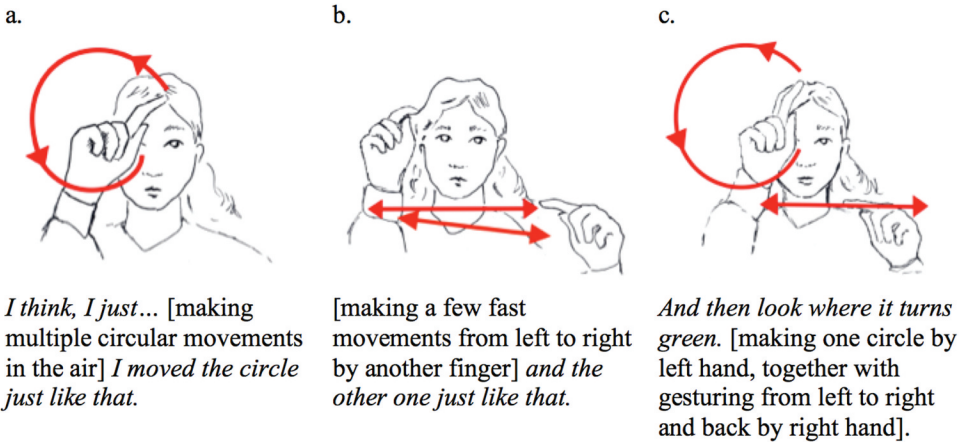 a.
I think, I just… [making
multiple circular movements
in the air] I moved the circle
just like that.
b.
[making a few fast
movements from left to right
by another finger] and the
other one just like that.
c.
And then look where it turns
green. [making one circle by
left hand, together with
gesturing from left to right
and back by right hand].